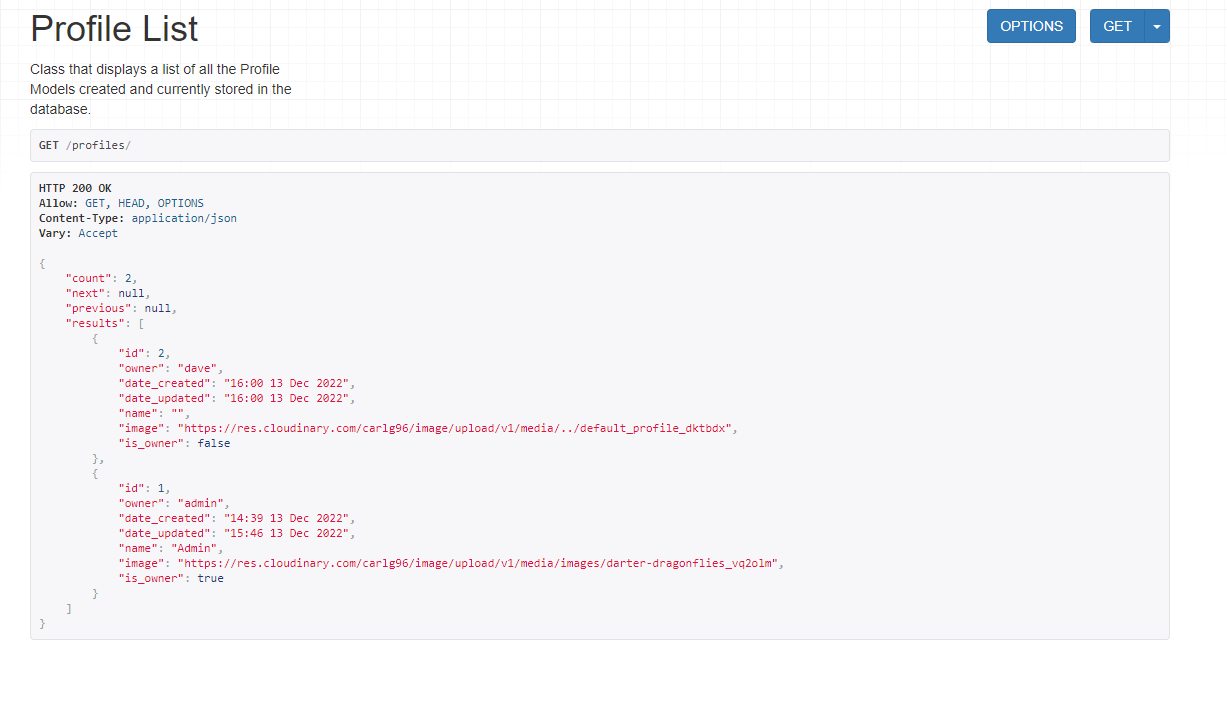 Profile List
OPTIONS
GET
Class that displays a list of all the Profile
Models created and currently stored in the
database.
GET /profiles/
HTTP 200 OK
Allow: GET, HEAD, OPTIONS
Content-Type: application/json
Vary: Accept
{
    "count": 2,
    "next": null,
    "previous": null,
    "results": [
        {
            "id": 2,
            "owner": "dave",
            "date_created": "16:00 13 Dec 2022",
            "date_updated": "16:00 13 Dec 2022",
            "name": "",
            "image": "https://res.cloudinary.com/carlg96/image/upload/v1/media/../default_profile_dktbdx",
            "is_owner": false
        },
        {
            "id": 1,
            "owner": "admin",
            "date_created": "14:39 13 Dec 2022",
            "date_updated": "15:46 13 Dec 2022",
            "name": "Admin",
            "image": "https://res.cloudinary.com/carlg96/image/upload/v1/media/images/darter-dragonflies_vq2olm",
            "is_owner": true
        }
    ]
}